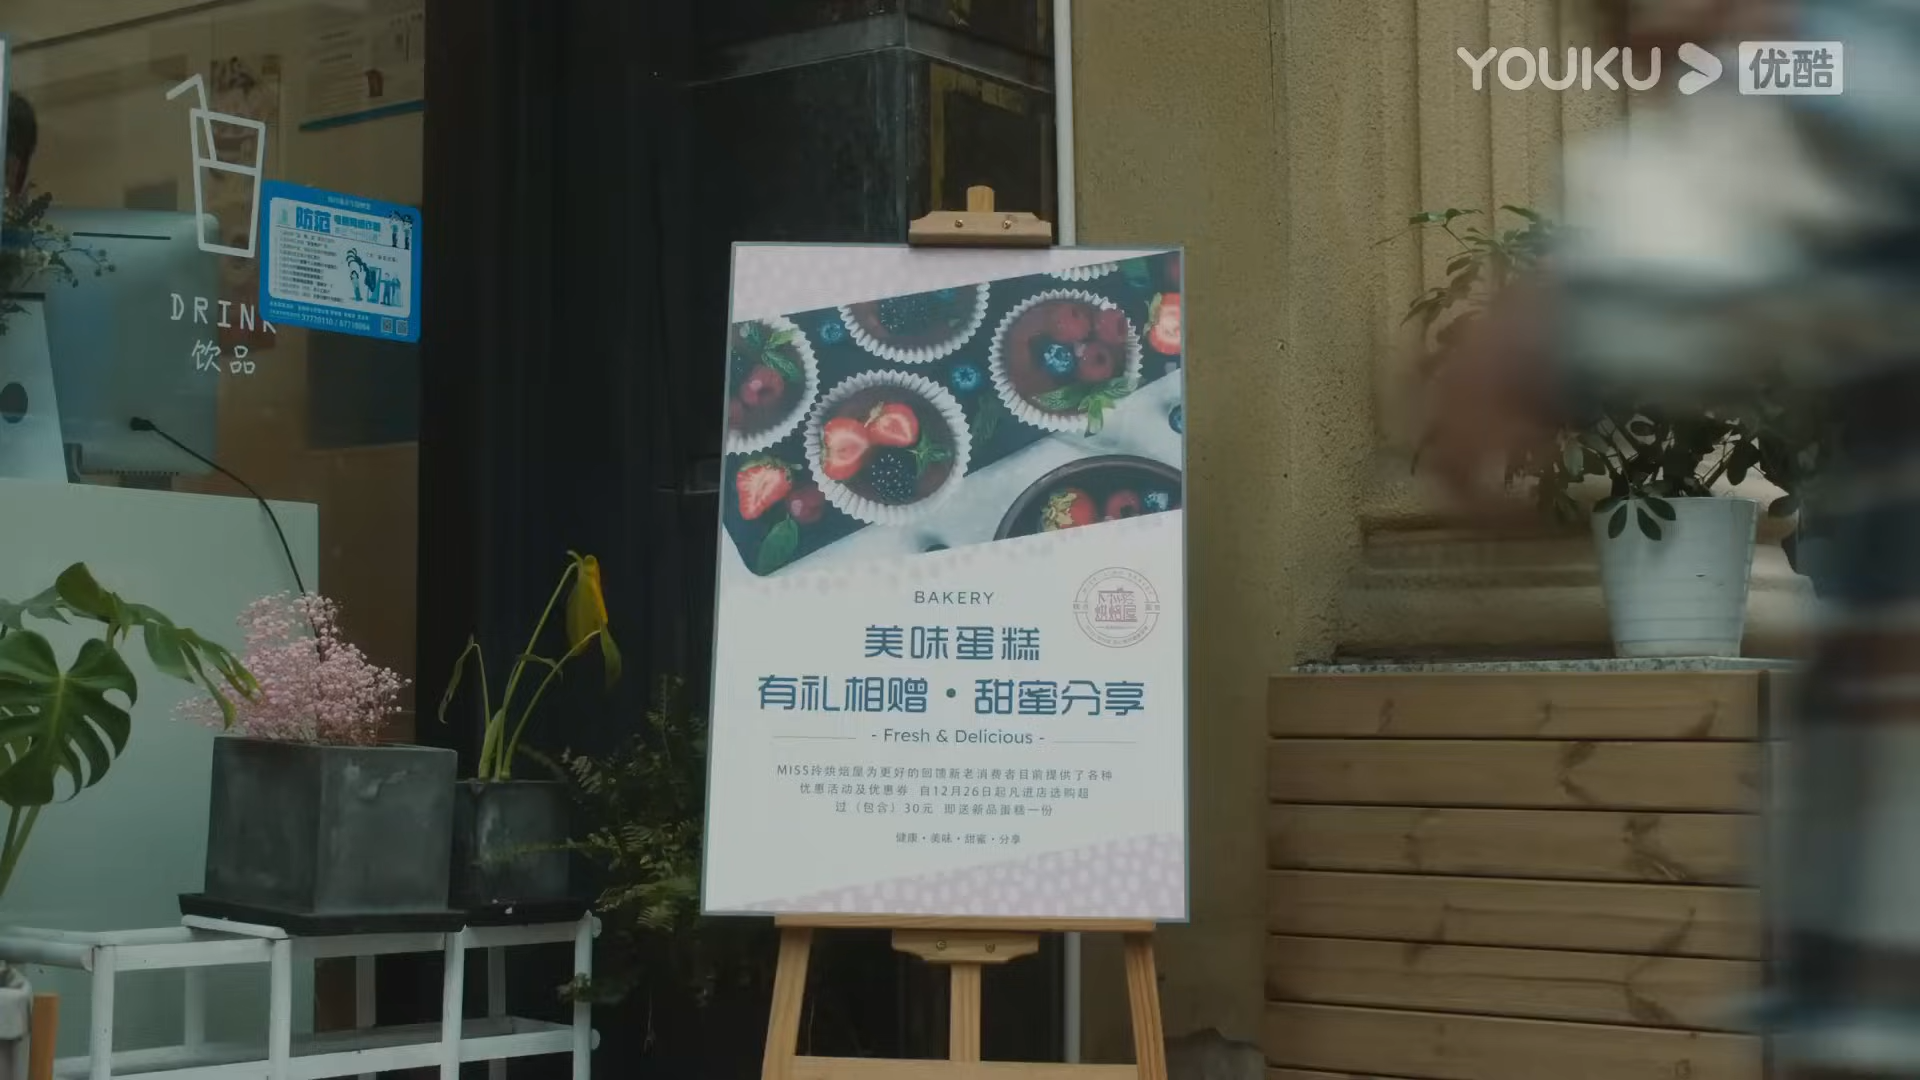 YOUKU 优酷
防范
DRINK
饮品
BAKERY
美味蛋糕
有礼相赠·甜蜜分享
- Fresh & Delicious -
MISS玲烘焙屋为更好的回馈新老消费者目前提供了各种
优惠活动及优惠券 自12月26日起凡进店选购超
过（包含）30元 即送新品蛋糕一份
健康·美味·甜蜜·分享
烘焙屋